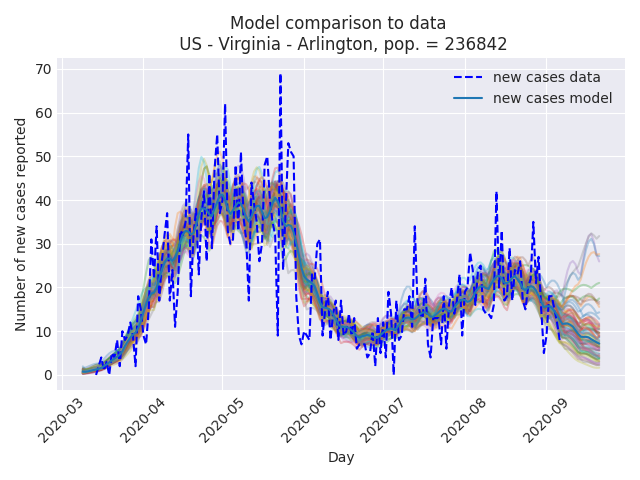 Model comparison to data
US - Virginia - Arlington, pop. = 236842
new cases data
new cases model
Number of new cases reported
70
60
50
40
30
20
10
0
2020-03
2020-04
2020-05
2020-06
2020-07
2020-08
2020-09
Day